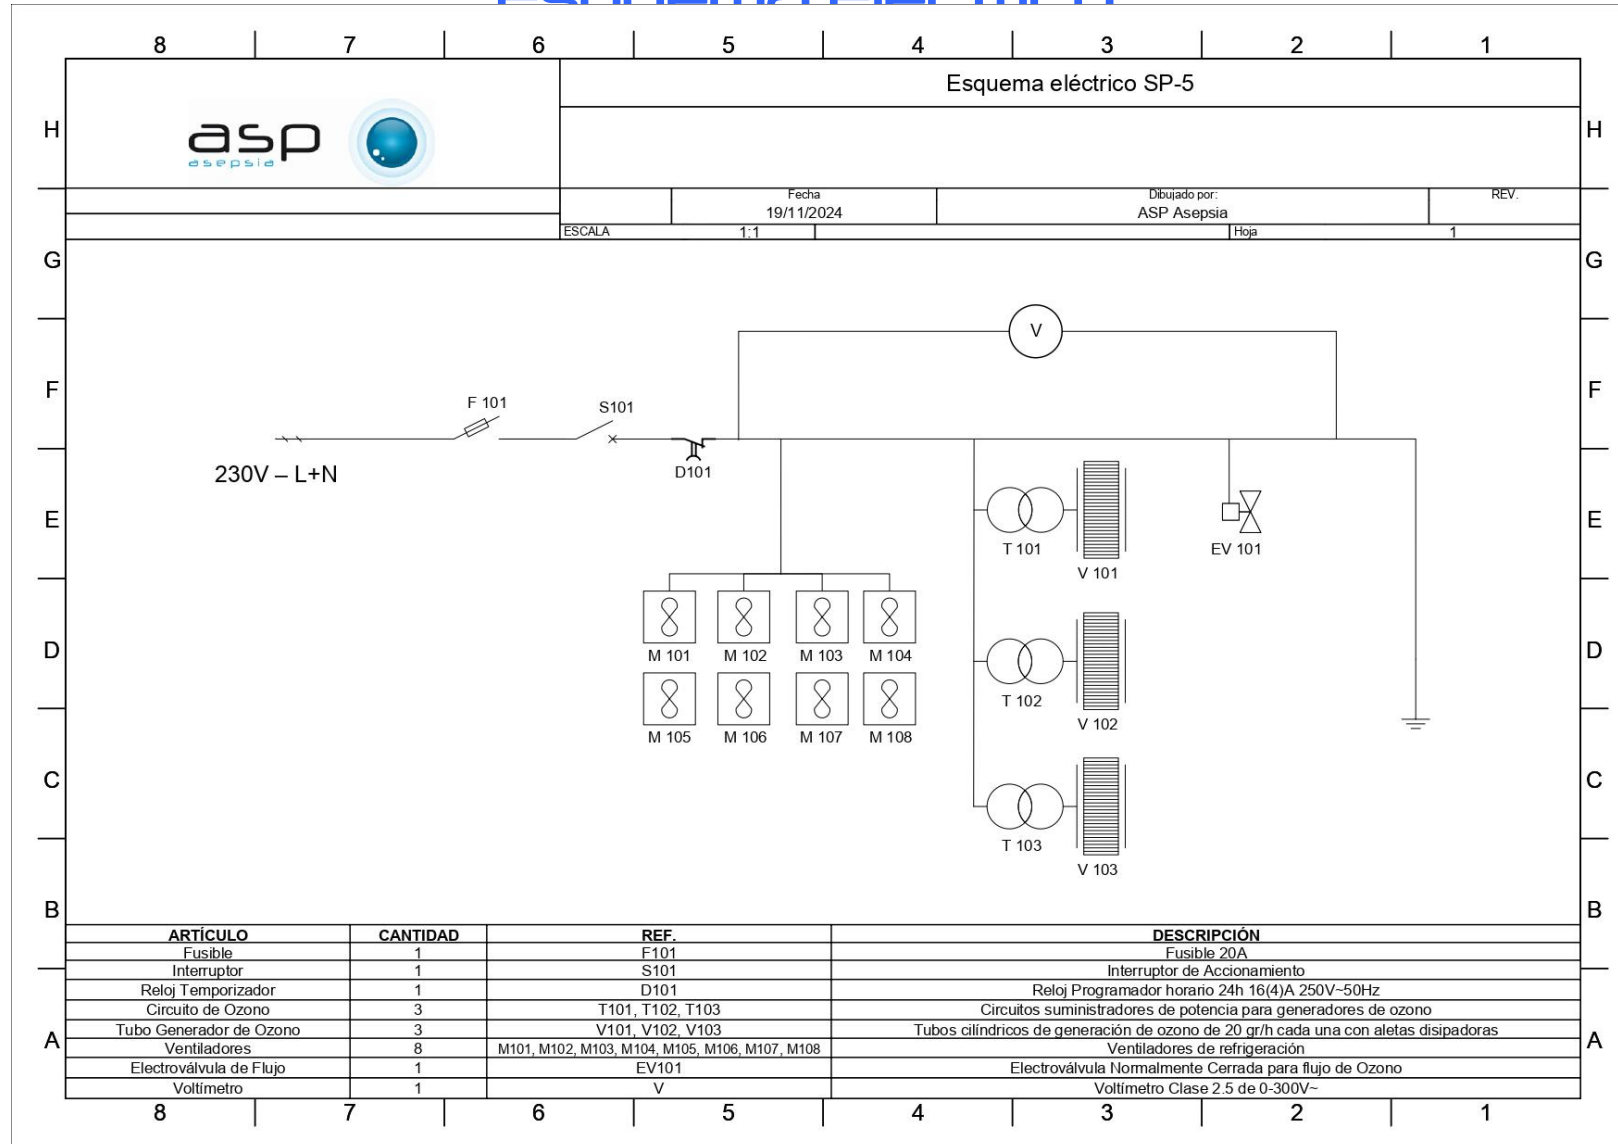 8 7 6 5 4 3 2 1
Esquema eléctrico SP-5
H H
asp
asepsia
Fecha Dibujado por: REV.
19/11/2024 ASP Asepsia
ESCALA 1:1 Hoja 1
G G
V
F F
F 101 S101
230V – L+N D101
E E
T 101 EV 101
V 101
D D
M 101 M 102 M 103 M 104
T 102
V 102
M 105 M 106 M 107 M 108
C C
T 103
V 103
B B
ARTÍCULO CANTIDAD REF. DESCRIPCIÓN
Fusible 1 F101 Fusible 20A
Interruptor 1 S101 Interruptor de Accionamiento
Reloj Temporizador 1 D101 Reloj Programador horario 24h 16(4)A 250V~50Hz
Circuito de Ozono 3 T101, T102, T103 Circuitos suministradores de potencia para generadores de ozono
Tubo Generador de Ozono 3 V101, V102, V103 Tubos cilíndricos de generación de ozono de 20 gr/h cada una con aletas disipadoras
A A
Ventiladores 8 M101, M102, M103, M104, M105, M106, M107, M108 Ventiladores de refrigeración
Electroválvula de Flujo 1 EV101 Electroválvula Normalmente Cerrada para flujo de Ozono
Voltímetro 1 V Voltímetro Clase 2.5 de 0-300V~
8 7 6 5 4 3 2 1